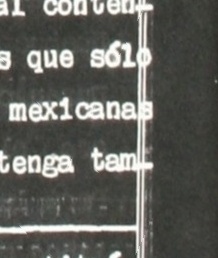 al conten-
s que sólo
mexicanas
tenga tam-